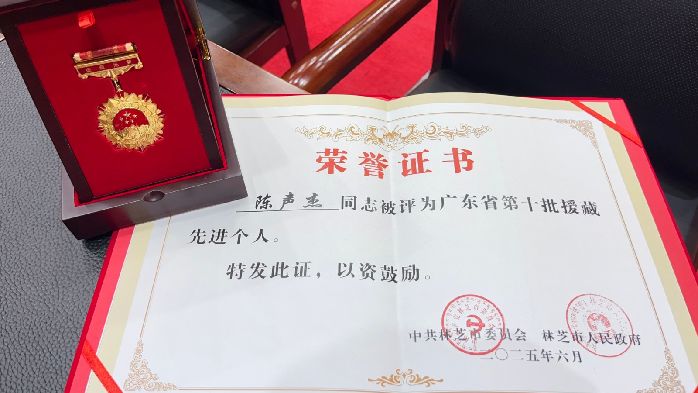 荣誉证书
陈声杰 同志被评为广东省第十批援藏
先进个人。
特发此证，以资鼓励。
中共林芝市委员会 林芝市人民政府
二〇二五年六月